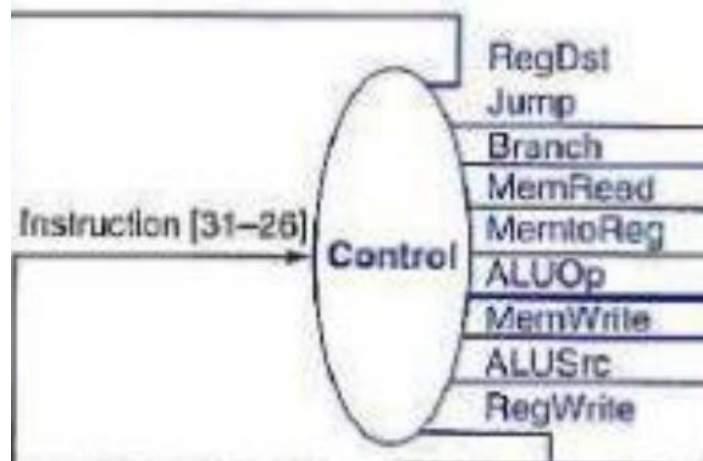 RegDst
Jump
Branch
MemRead
Instruction [31–26]
MemtoReg
Control
ALUOp
MemWrite
ALUSrc
RegWrite